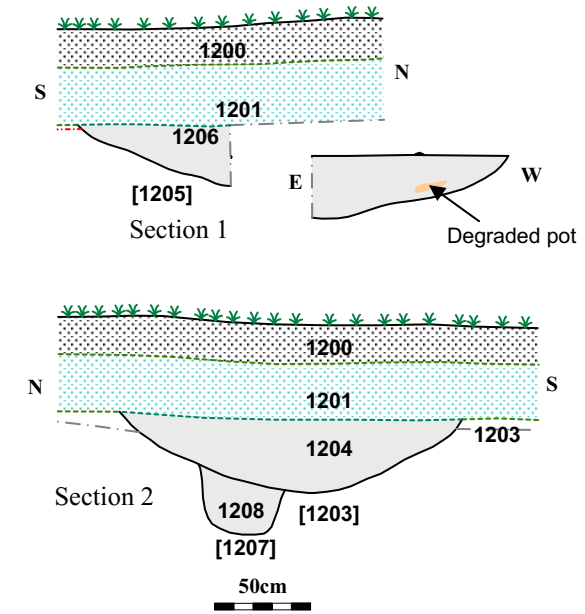 1200
S
N
1201
1206
E
W
[1205]
Section 1
Degraded pot
1200
N
S
1201
1203
1204
Section 2
1208
[1203]
[1207]
50cm